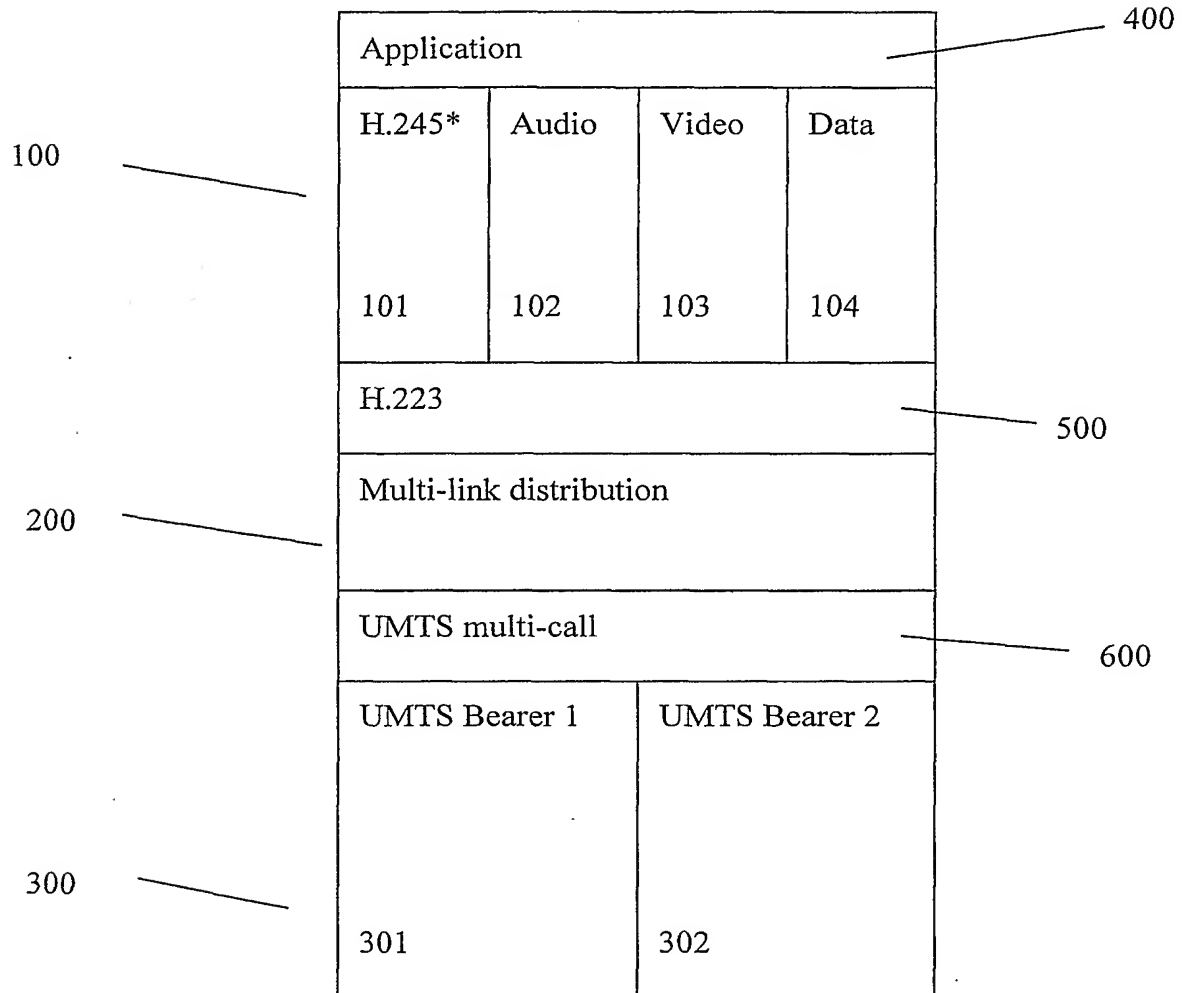 400
Application
H.245* Audio Video Data
100
101 102 103 104
H.223
500
Multi-link distribution
200
UMTS multi-call
600
UMTS Bearer 1 UMTS Bearer 2
300
301 302